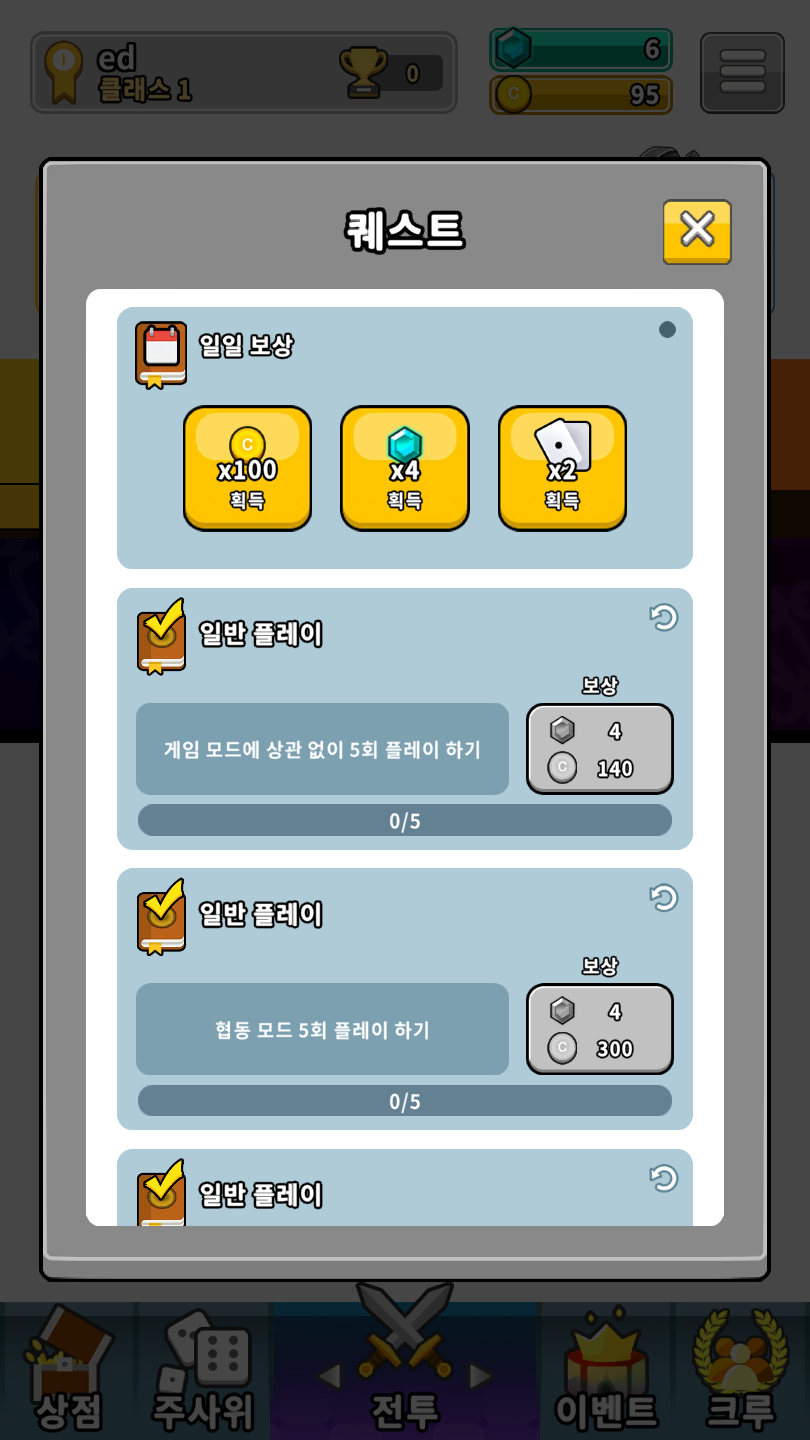 ed
클래스 1
0
6
95
퀘스트
일일 보상
x100
획득
x4
획득
x2
획득
일반 플레이
보상
게임 모드에 상관 없이 5회 플레이 하기
4
140
0/5
일반 플레이
보상
협동 모드 5회 플레이 하기
4
300
0/5
일반 플레이
상점
주사위
전투
이벤트
크루